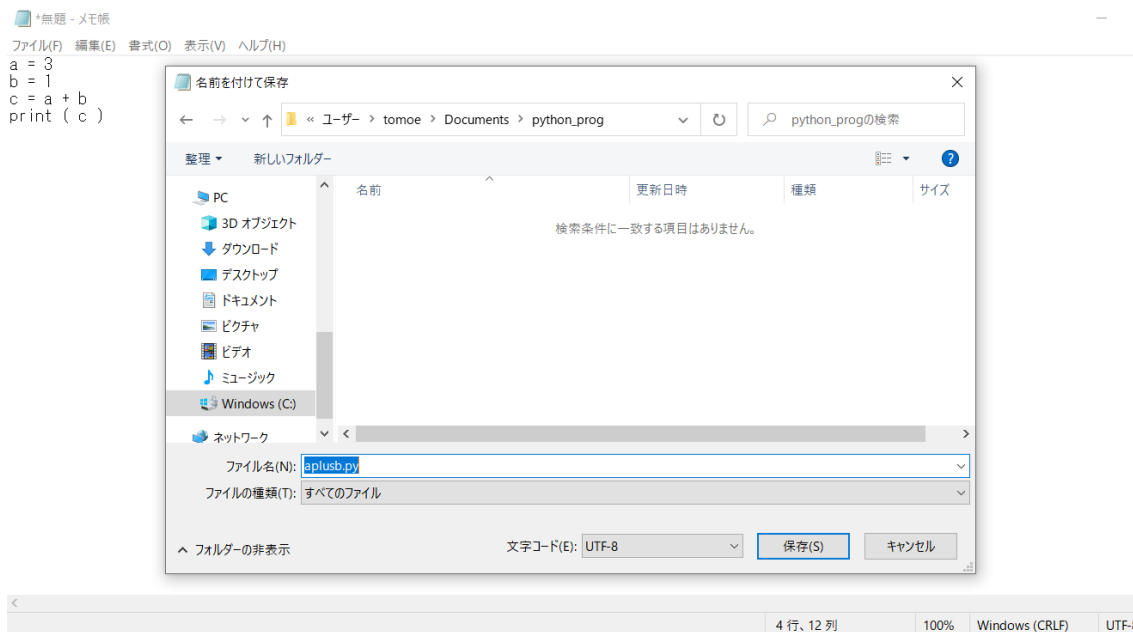 *無題 - メモ帳
ファイル(F) 編集(E) 書式(O) 表示(V) ヘルプ(H)
a = 3
b = 1
c = a + b
print ( c )
名前を付けて保存
« ユーザー › tomoe › Documents › python_prog
python_progの検索
整理 新しいフォルダー
名前 更新日時 種類 サイズ
検索条件に一致する項目はありません。
PC
3D オブジェクト
ダウンロード
デスクトップ
ドキュメント
ピクチャ
ビデオ
ミュージック
Windows (C:)
ネットワーク
ファイル名(N): aplusb.py
ファイルの種類(T): すべてのファイル
フォルダーの非表示 文字コード(E): UTF-8 保存(S) キャンセル
4 行、12 列 100% Windows (CRLF) UTF-8